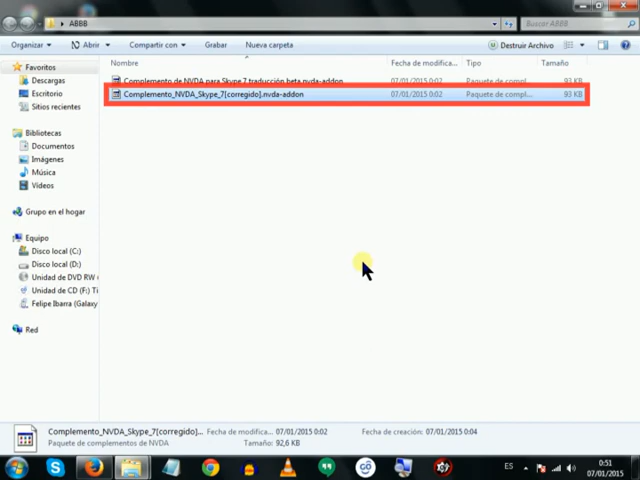 ABBB
Buscar ABBB
Organizar Abrir Compartir con Grabar Nueva carpeta Destruir Archivo
Nombre Fecha de modifica... Tipo Tamaño
Complemento de NVDA para Skype 7 traducción beta.nvda-addon 07/01/2015 0:02 Paquete de compl... 93 KB
Complemento_NVDA_Skype_7[corregido].nvda-addon 07/01/2015 0:02 Paquete de compl... 93 KB
Favoritos
Descargas
Escritorio
Sitios recientes
Bibliotecas
Documentos
Imágenes
Música
Vídeos
Grupo en el hogar
Equipo
Disco local (C:)
Disco local (D:)
Unidad de DVD RW (
Unidad de CD (F:) Ti
Felipe Ibarra (Galaxy
Red
Complemento_NVDA_Skype_7[corregido]... Fecha de modifica... 07/01/2015 0:02 Fecha de creación: 07/01/2015 0:04
Paquete de complementos de NVDA Tamaño: 92,6 KB
ES
0:51
07/01/2015